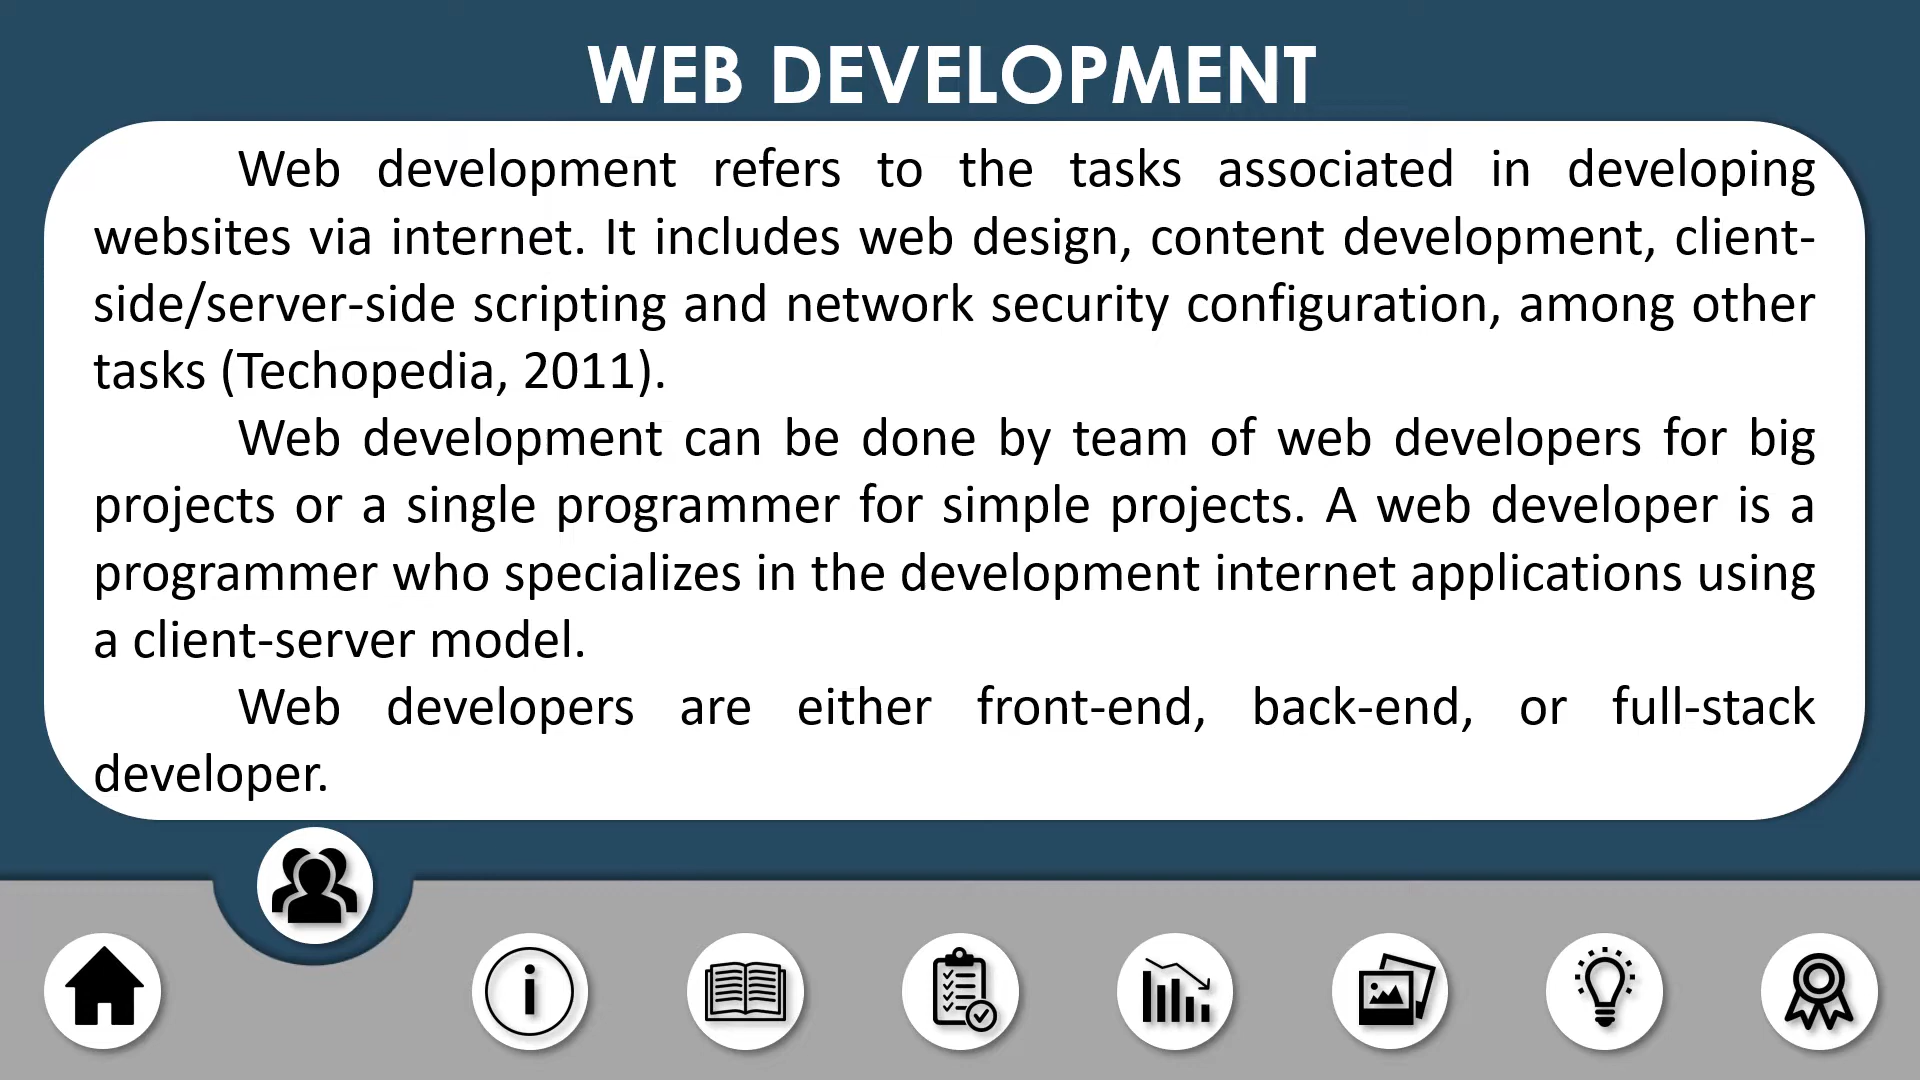 WEB DEVELOPMENT
Web development refers to the tasks associated in developing
websites via internet. It includes web design, content development, client-
side/server-side scripting and network security configuration, among other
tasks (Techopedia, 2011).
Web development can be done by team of web developers for big
projects or a single programmer for simple projects. A web developer is a
programmer who specializes in the development internet applications using
a client-server model.
Web developers are either front-end, back-end, or full-stack
developer.